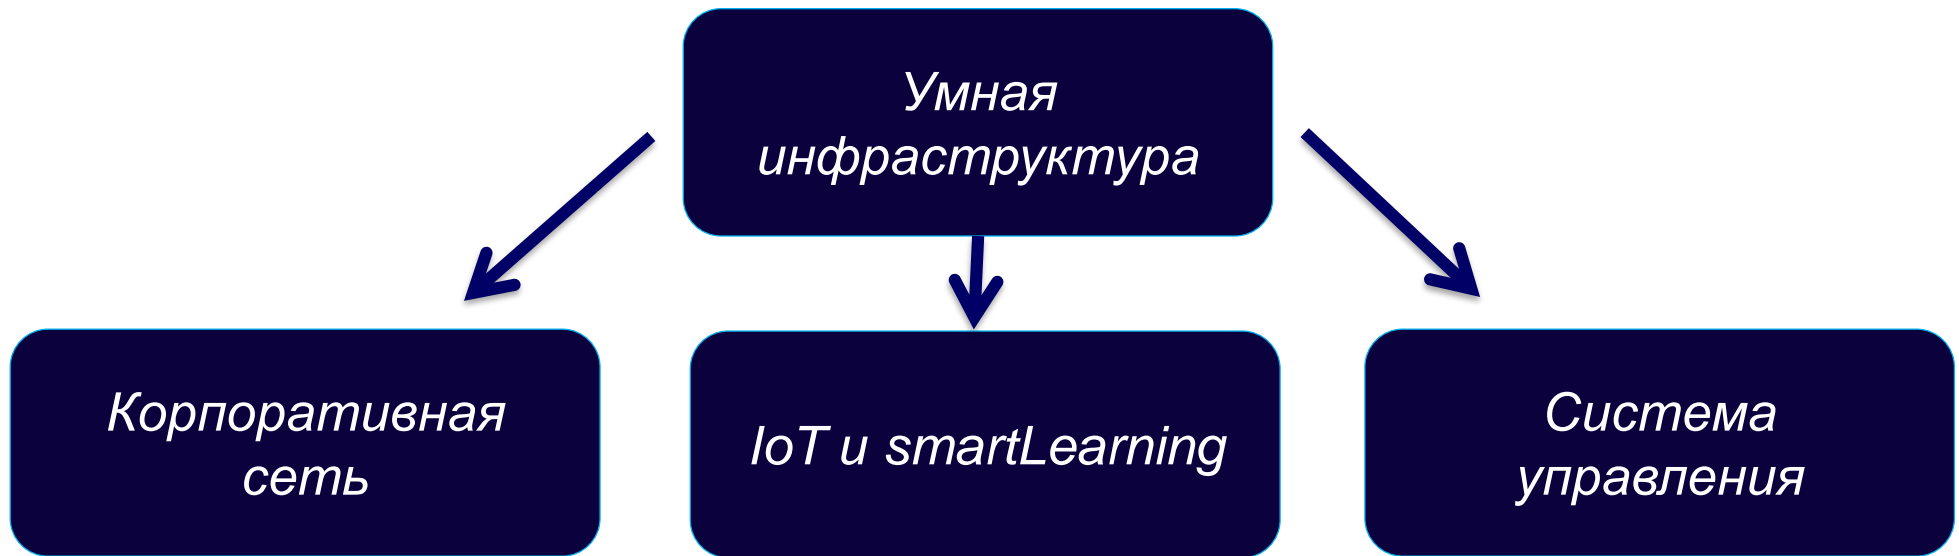 Умная
инфраструктура
Корпоративная
сеть
IoT и smartLearning
Система
управления